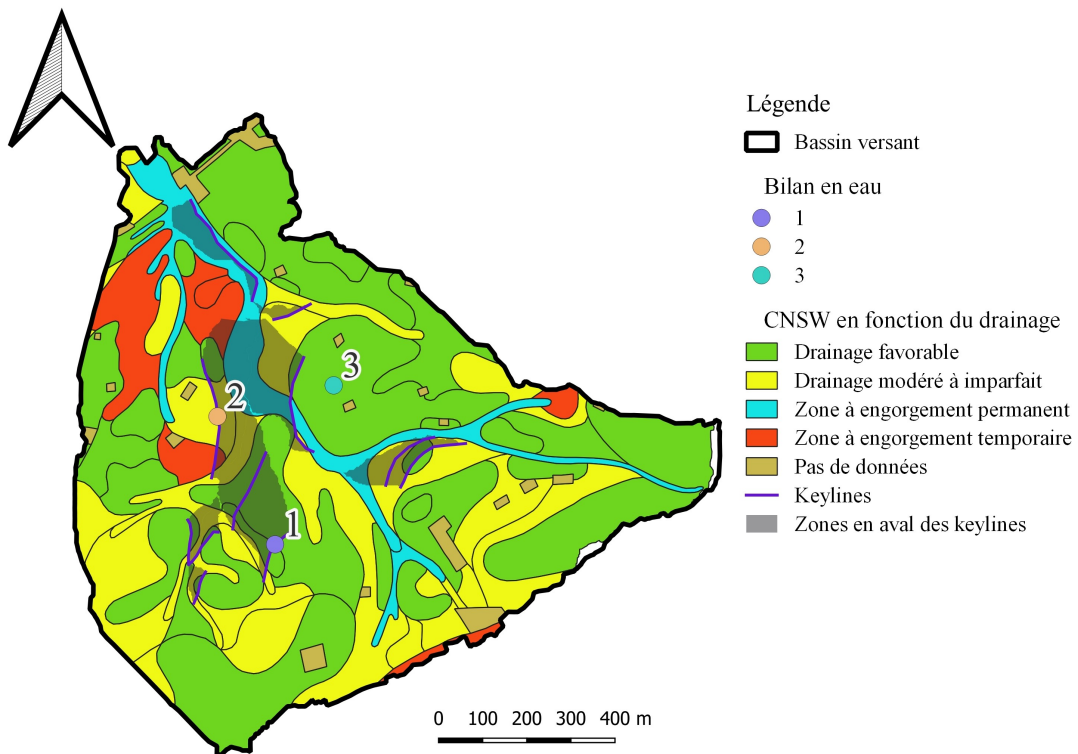 Légende
Bassin versant
Bilan en eau
1
2
3
CNSW en fonction du drainage
Drainage favorable
Drainage modéré à imparfait
Zone à engorgement permanent
Zone à engorgement temporaire
Pas de données
Keylines
Zones en aval des keylines
3
2
1
0 100 200 300 400 m